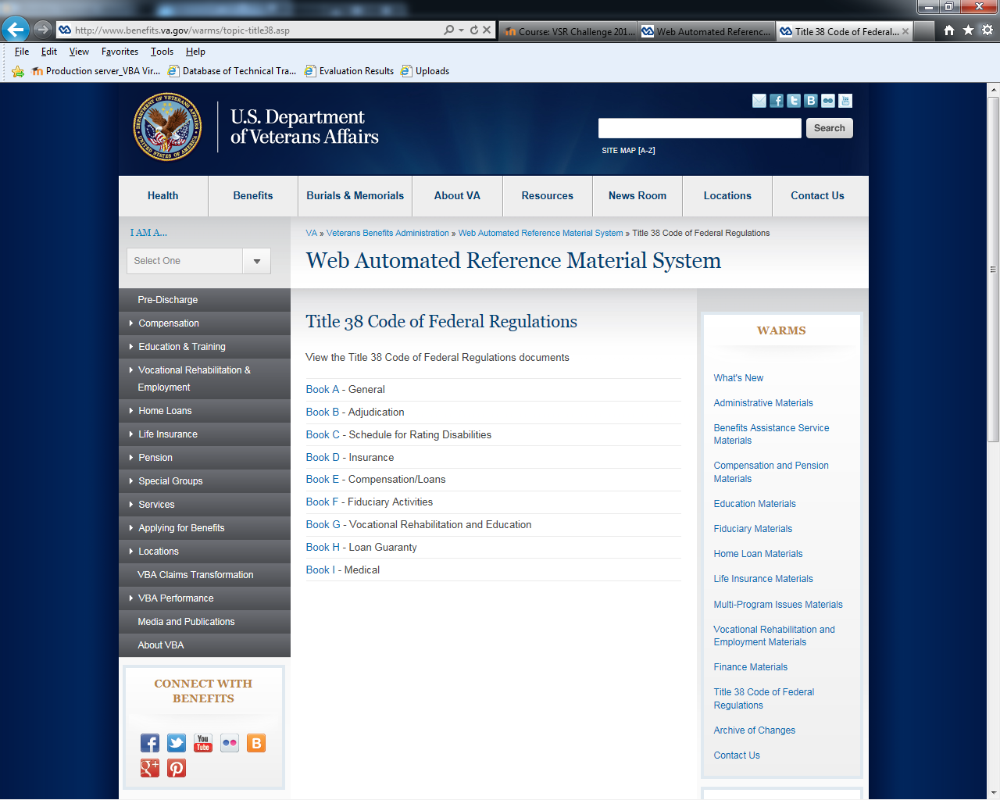 http://www.benefits.va.gov/warms/topic-title38.asp
Course: VSR Challenge 201...
Web Automated Referenc...
Title 38 Code of Federal...
File Edit View Favorites Tools Help
Production server_VBA Vir...
Database of Technical Tra...
Evaluation Results
Uploads
U.S. Department
of Veterans Affairs
Search
SITE MAP [A-Z]
Health
Benefits
Burials & Memorials
About VA
Resources
News Room
Locations
Contact Us
I AM A...
Select One
Pre-Discharge
Compensation
Education & Training
Vocational Rehabilitation &
Employment
Home Loans
Life Insurance
Pension
Special Groups
Services
Applying for Benefits
Locations
VBA Claims Transformation
VBA Performance
Media and Publications
About VBA
CONNECT WITH
BENEFITS
You
Tube
VA » Veterans Benefits Administration » Web Automated Reference Material System » Title 38 Code of Federal Regulations
Web Automated Reference Material System
Title 38 Code of Federal Regulations
View the Title 38 Code of Federal Regulations documents
Book A - General
Book B - Adjudication
Book C - Schedule for Rating Disabilities
Book D - Insurance
Book E - Compensation/Loans
Book F - Fiduciary Activities
Book G - Vocational Rehabilitation and Education
Book H - Loan Guaranty
Book I - Medical
WARMS
What's New
Administrative Materials
Benefits Assistance Service
Materials
Compensation and Pension
Materials
Education Materials
Fiduciary Materials
Home Loan Materials
Life Insurance Materials
Multi-Program Issues Materials
Vocational Rehabilitation and
Employment Materials
Finance Materials
Title 38 Code of Federal
Regulations
Archive of Changes
Contact Us